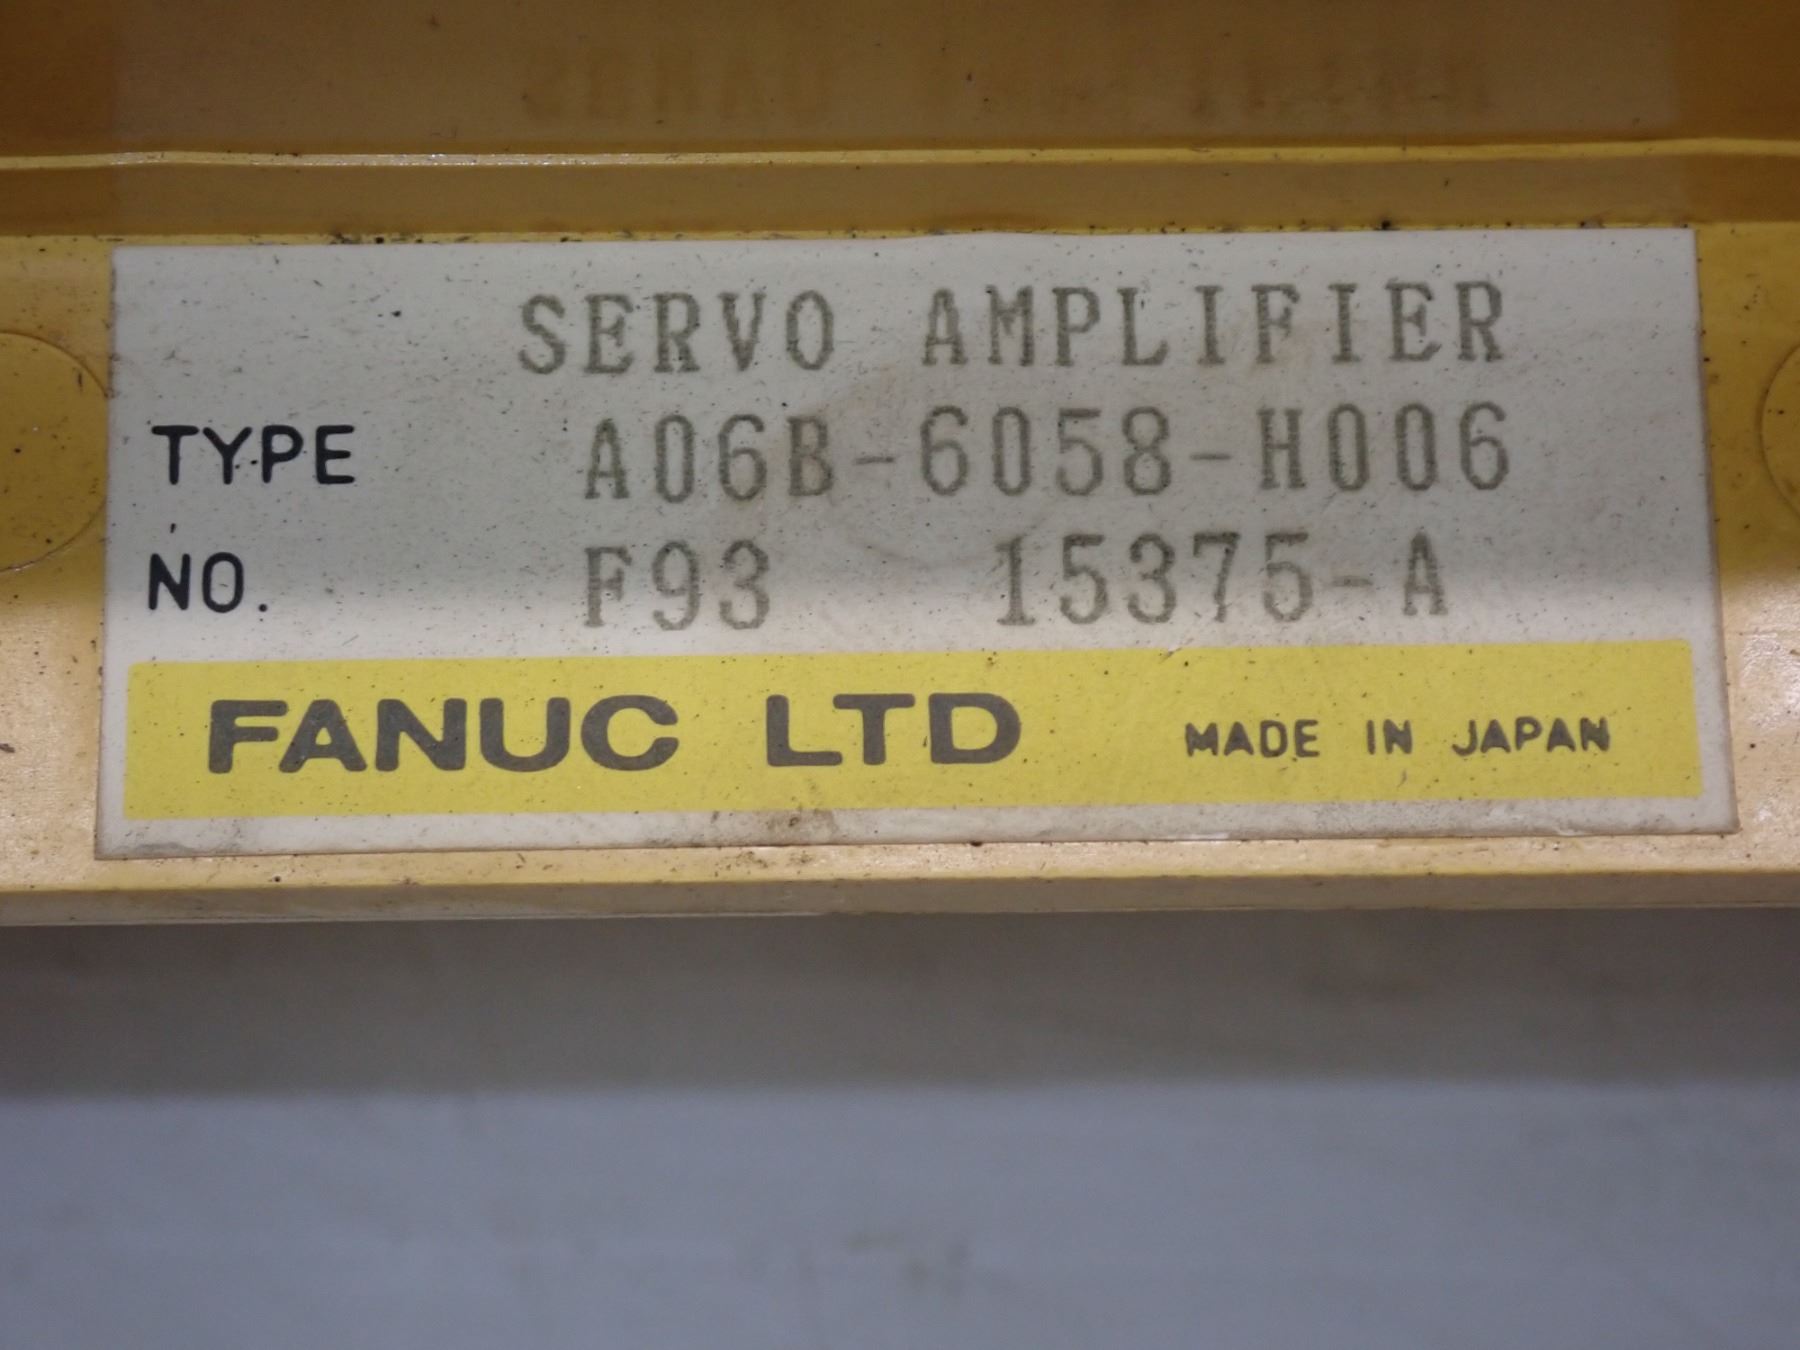 SERVO AMPLIFIER
TYPE A06B-6058-H006
NO. F93 15375-A
FANUC LTD MADE IN JAPAN